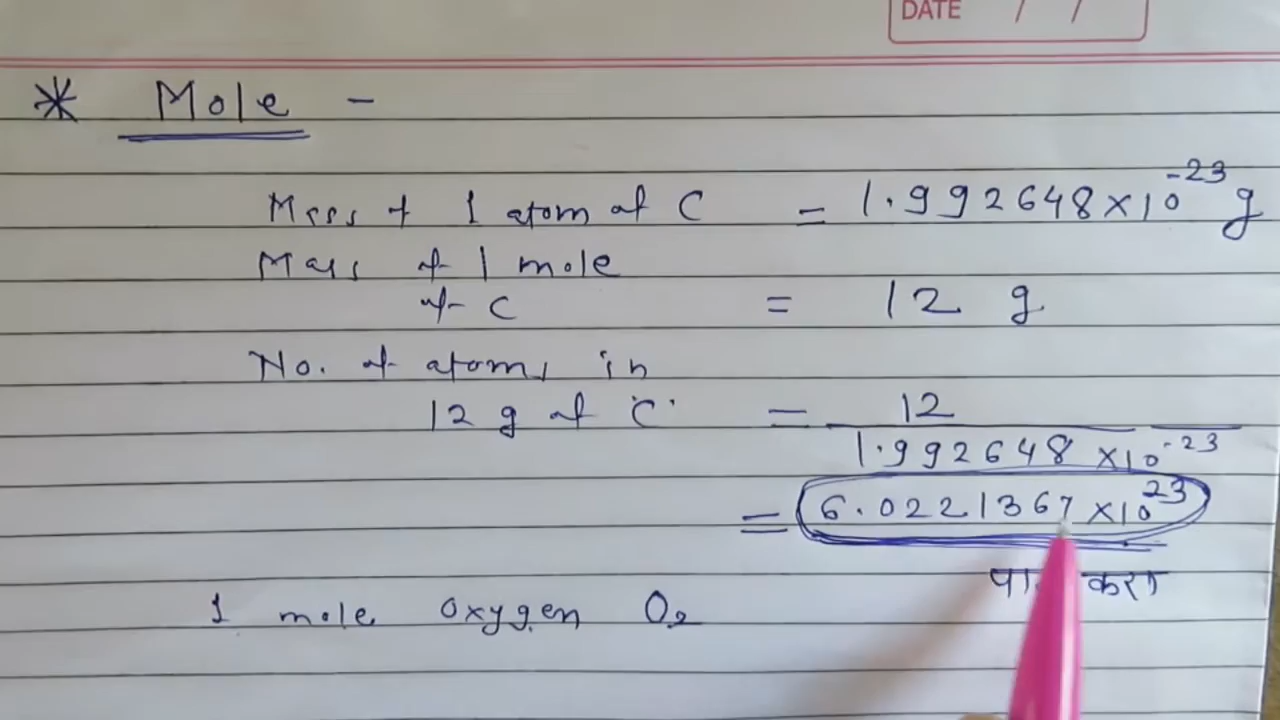 DATE / /
* Mole -
Mass of 1 atom of C = 1.992648×10⁻²³ g
Mass of 1 mole
of C = 12 g
No. of atoms in
12 g of C = 12
1.992648 ×10⁻²³
= 6.0221367 ×10²³
करा
1 mole oxygen O₂